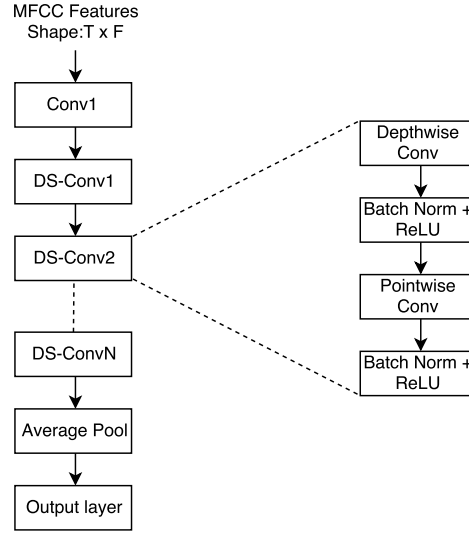 MFCC Features
Shape:T x F
Conv1
DS-Conv1
DS-Conv2
DS-ConvN
Average Pool
Output layer
Depthwise
Conv
Batch Norm +
ReLU
Pointwise
Conv
Batch Norm +
ReLU